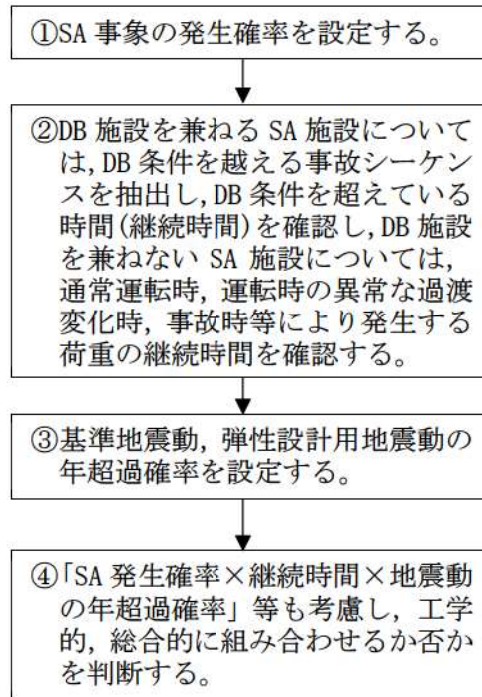 ①SA 事象の発生確率を設定する。
②DB 施設を兼ねる SA 施設について
は,DB 条件を越える事故シーケン
スを抽出し,DB 条件を超えている
時間(継続時間)を確認し,DB 施設
を兼ねない SA 施設については,
通常運転時,運転時の異常な過渡
変化時,事故時等により発生する
荷重の継続時間を確認する。
③基準地震動,弾性設計用地震動の
年超過確率を設定する。
④「SA 発生確率×継続時間×地震動
の年超過確率」等も考慮し,工学
的,総合的に組み合わせるか否か
を判断する。